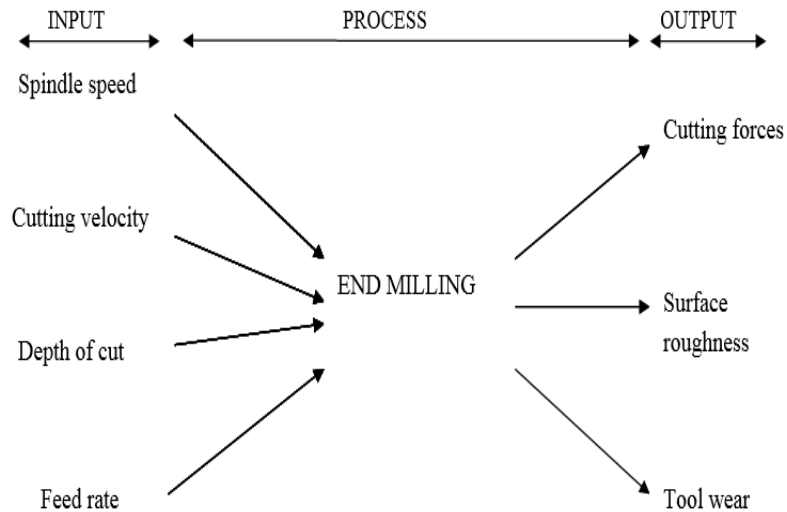 INPUT
PROCESS
OUTPUT
Spindle speed
Cutting velocity
Depth of cut
Feed rate
END MILLING
Cutting forces
Surface
roughness
Tool wear